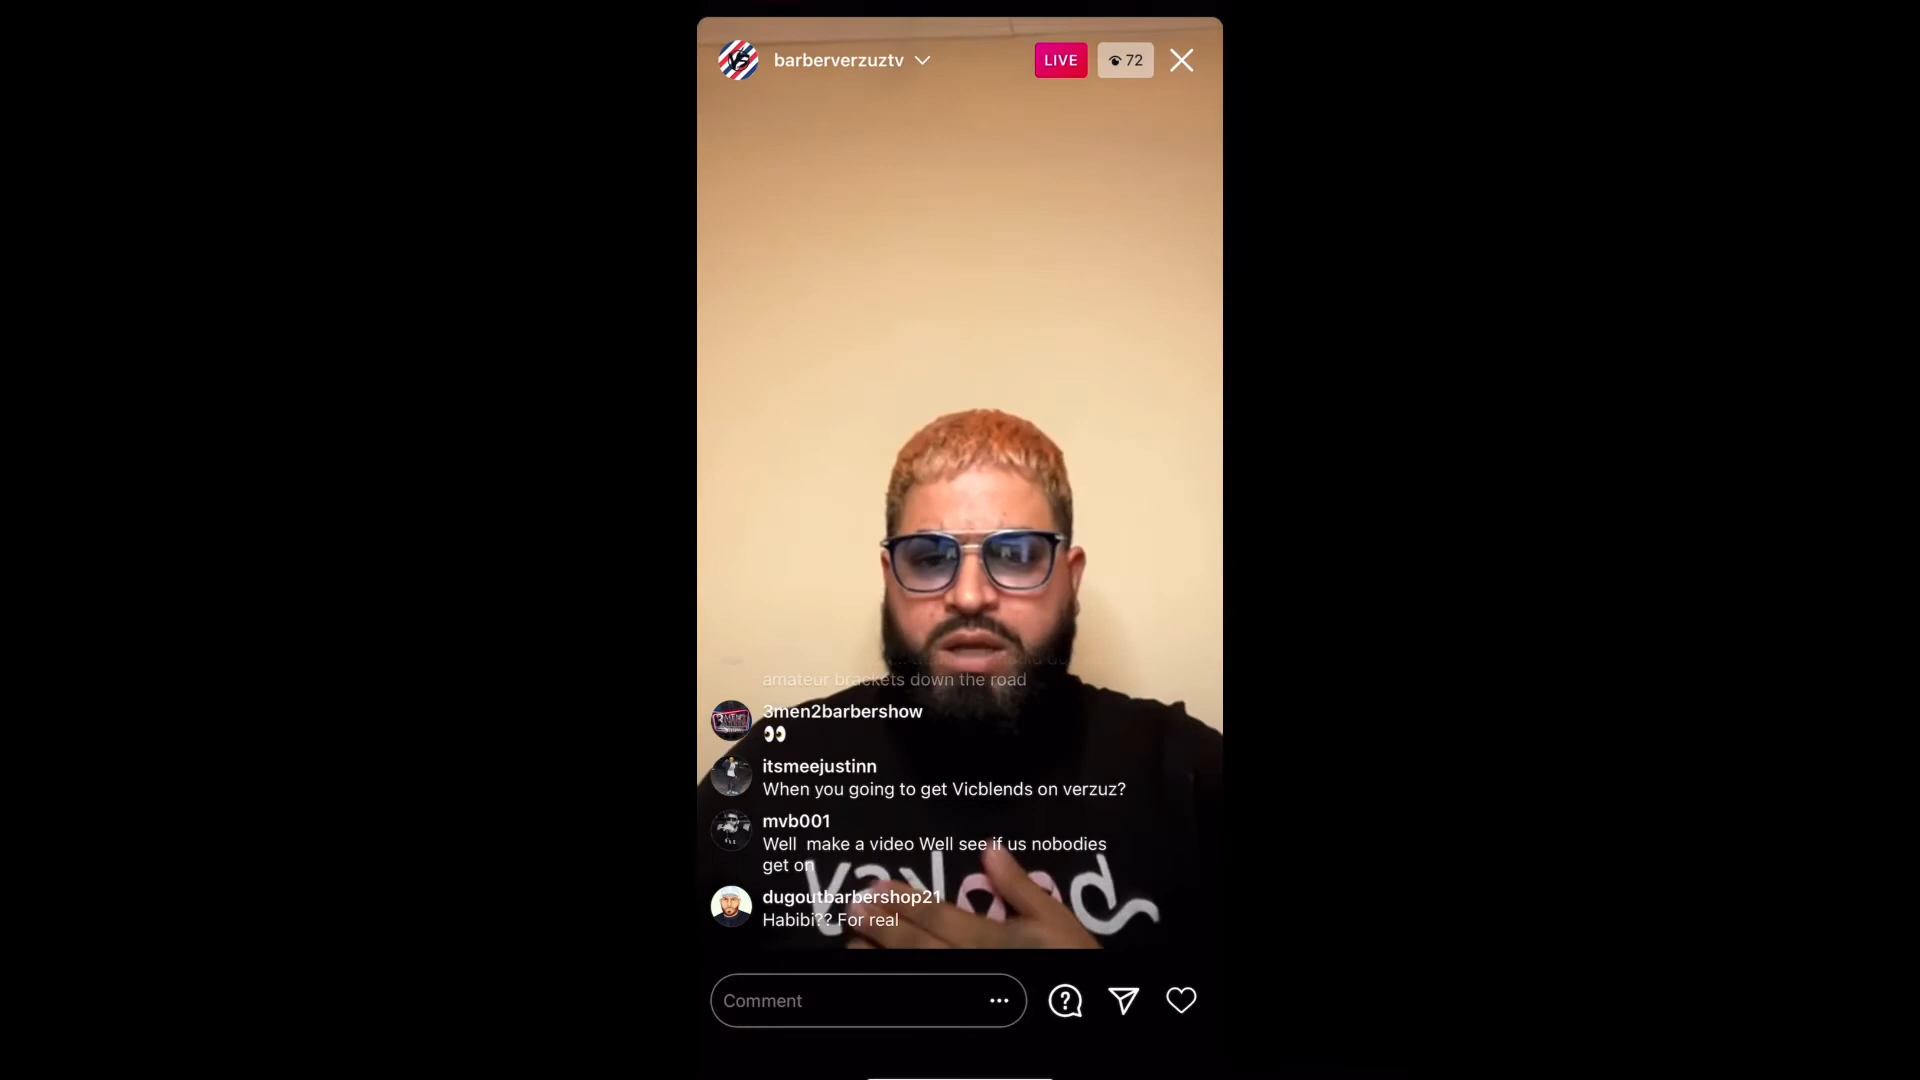 barberverzuztv
LIVE
72
amateur brackets down the road
3men2barbershow
👀
itsmeejustinn
When you going to get Vicblends on verzuz?
mvb001
Well make a video Well see if us nobodies
get on
dugoutbarbershop21
Habibi?? For real
Comment